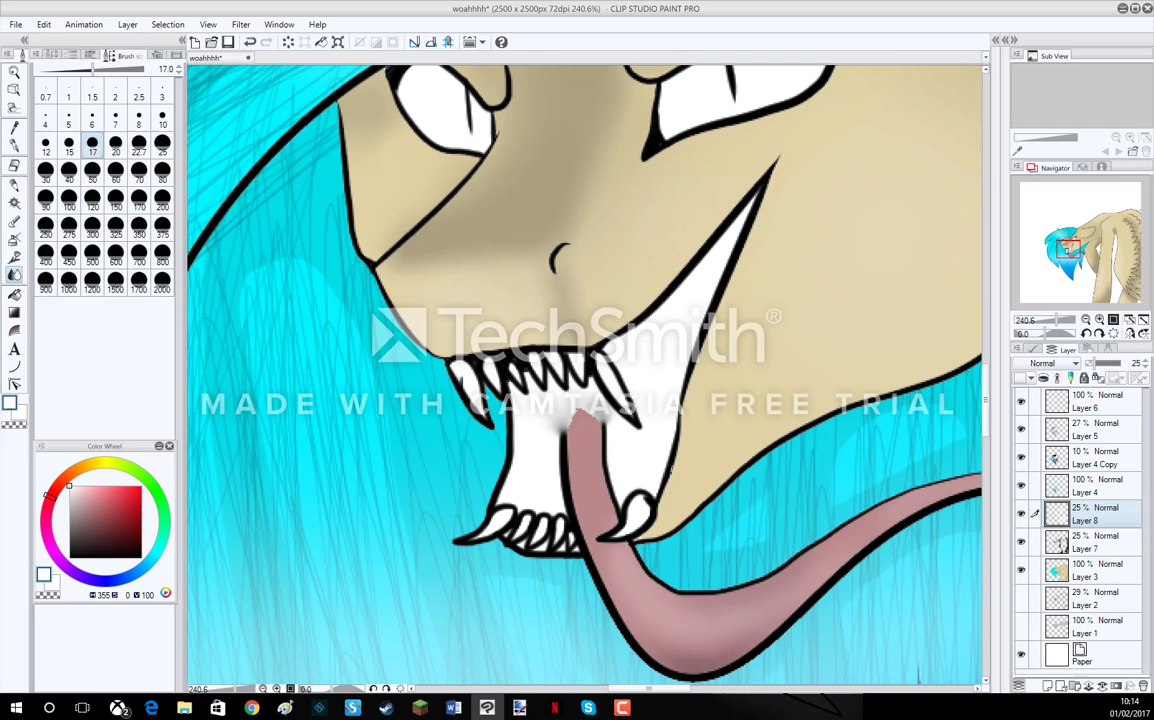 woahhhh* (2500 x 2500px 72dpi 240.6%) - CLIP STUDIO PAINT PRO
File Edit Animation Layer Selection View Filter Window Help
Brush s
woahhhh*
17.0
0.7 1 1.5 2 2.5 3
4 5 6 7 8 10
12 15 17 20 22.7 25
30 40 50 60 70 80
100 120 150 170 200
250 275 325
400 450 600 800
900 1000 1200 1500 1700 2000
A
Color Wheel
H 355 S 0 V 100
TechSmith®
MADE WITH CAMTASIA FREE TRIAL
240.6 0.0
Sub View
Navigator
240.6
0.0
Layer
Normal 25
100% Normal
Layer 6
27% Normal
Layer 5
10% Normal
Layer 4 Copy
100% Normal
Layer 4
25% Normal
Layer 8
25% Normal
Layer 7
100% Normal
Layer 3
29% Normal
Layer 2
100% Normal
Layer 1
Paper
10:14
01/02/2017